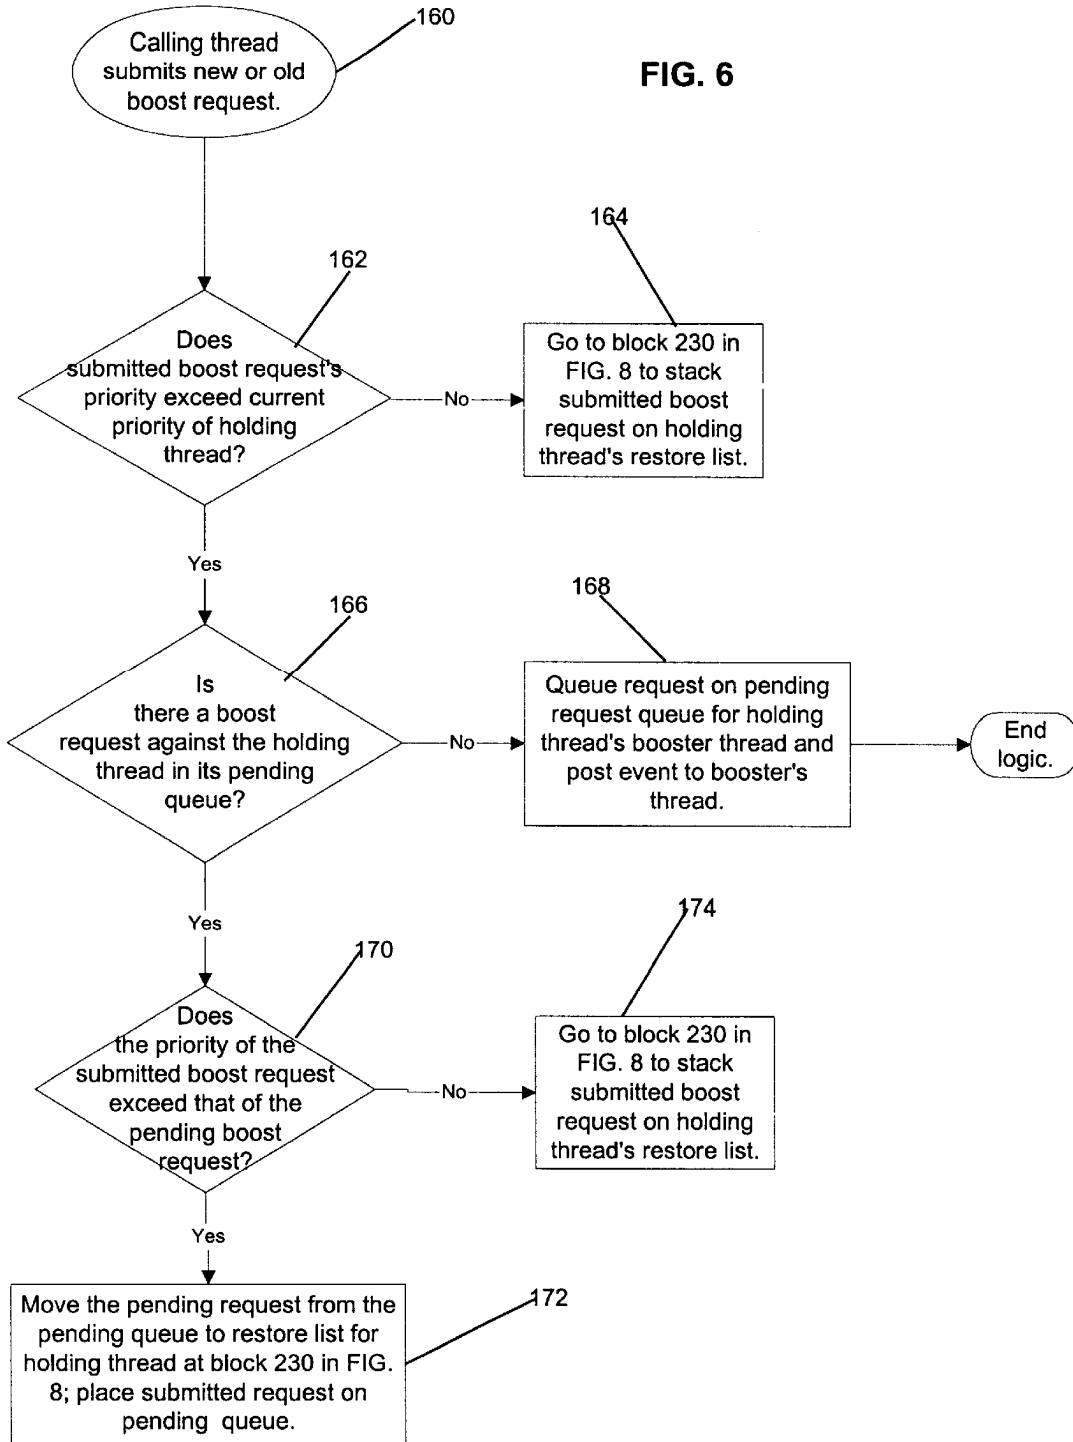 160
Calling thread
submits new or old
boost request.
FIG. 6
164
162
Does
submitted boost request's
priority exceed current
priority of holding
thread?
No
Go to block 230 in
FIG. 8 to stack
submitted boost
request on holding
thread's restore list.
Yes
166
168
Is
there a boost
request against the holding
thread in its pending
queue?
No
Queue request on pending
request queue for holding
thread's booster thread and
post event to booster's
thread.
End
logic.
Yes
170
174
Does
the priority of the
submitted boost request
exceed that of the
pending boost
request?
No
Go to block 230 in
FIG. 8 to stack
submitted boost
request on holding
thread's restore list.
Yes
172
Move the pending request from the
pending queue to restore list for
holding thread at block 230 in FIG.
8; place submitted request on
pending queue.